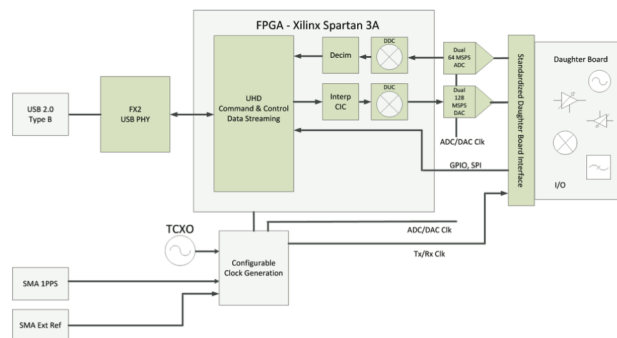 FPGA - Xilinx Spartan 3A
USB 2.0
Type B
FX2
USB PHY
UHD
Command & Control
Data Streaming
Decim
DDC
Interp
CIC
DUC
Dual
64 MSPS
ADC
Dual
128
MSPS
DAC
ADC/DAC Clk
GPIO, SPI
Standardized Daughter Board Interface
Daughter Board
I/O
TCXO
Configurable
Clock Generation
ADC/DAC Clk
Tx/Rx Clk
SMA 1PPS
SMA Ext Ref